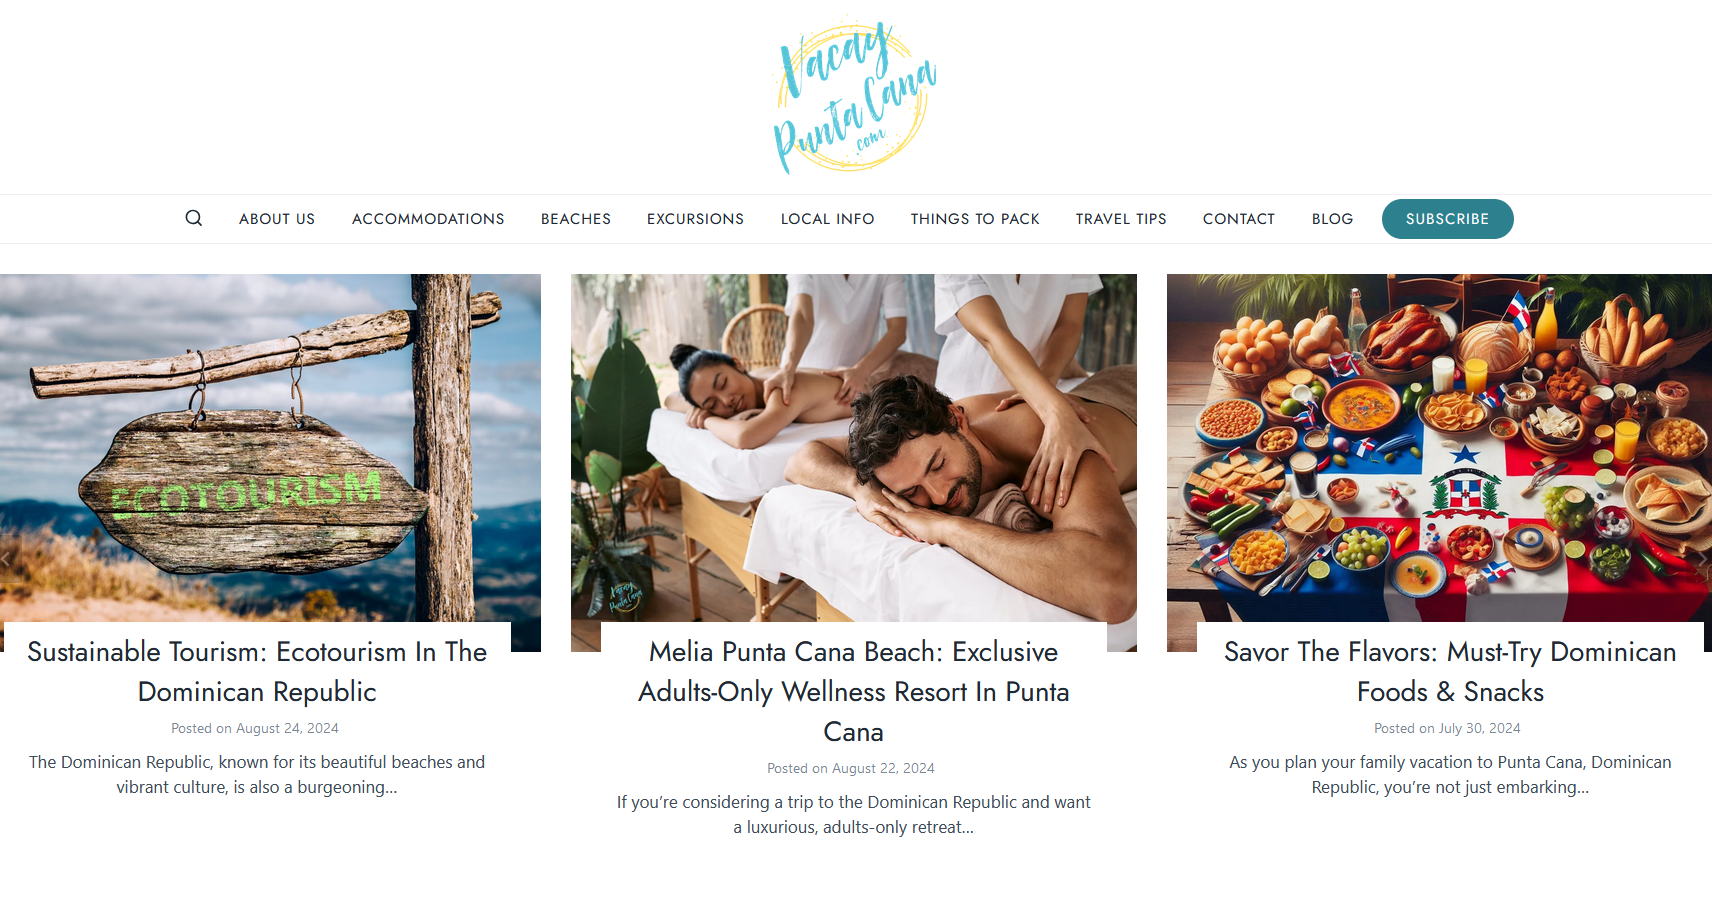 Vacay
Punta Cana
.com
ABOUT US ACCOMMODATIONS BEACHES EXCURSIONS LOCAL INFO THINGS TO PACK TRAVEL TIPS CONTACT BLOG SUBSCRIBE
ECOTOURISM
Vacay
Punta Cana
Sustainable Tourism: Ecotourism In The
Dominican Republic
Posted on August 24, 2024
The Dominican Republic, known for its beautiful beaches and
vibrant culture, is also a burgeoning...
Melia Punta Cana Beach: Exclusive
Adults-Only Wellness Resort In Punta
Cana
Posted on August 22, 2024
If you’re considering a trip to the Dominican Republic and want
a luxurious, adults-only retreat...
Savor The Flavors: Must-Try Dominican
Foods & Snacks
Posted on July 30, 2024
As you plan your family vacation to Punta Cana, Dominican
Republic, you’re not just embarking...